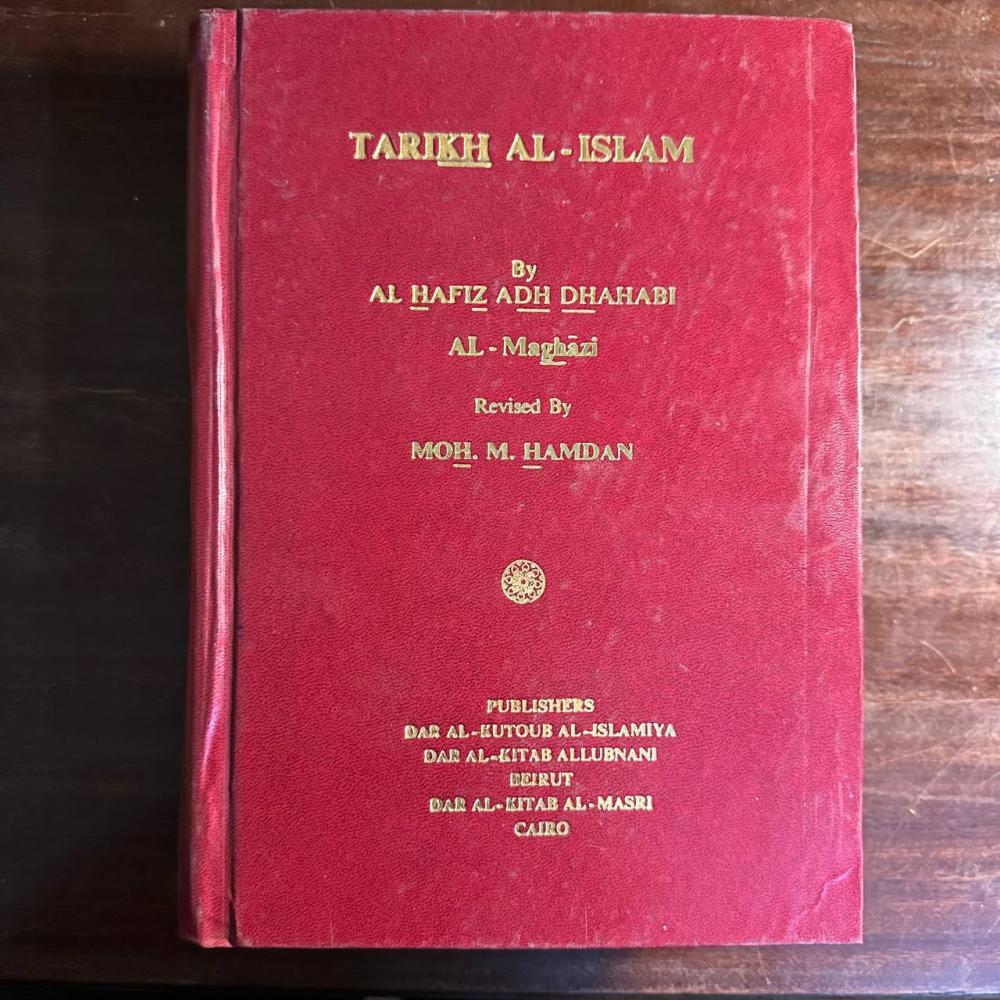 TARIKH AL-ISLAM
By
AL HAFIZ ADH DHAHABI
AL-Maghāzi
Revised By
MOH. M. HAMDAN
PUBLISHERS
DAR AL-KUTOUB AL-ISLAMIYA
DAR AL-KITAB ALLUBNANI
BEIRUT
DAR AL-KITAB AL-MASRI
CAIRO